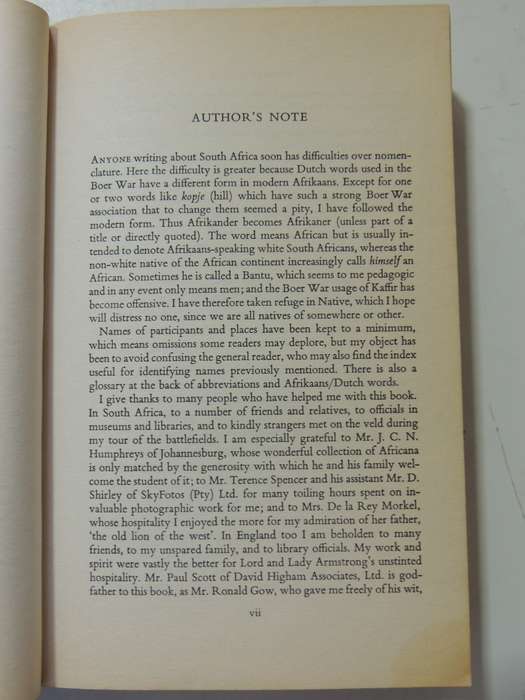 AUTHOR'S NOTE
ANYONE writing about South Africa soon has difficulties over nomen-
clature. Here the difficulty is greater because Dutch words used in the
Boer War have a different form in modern Afrikaans. Except for one
or two words like kopje (hill) which have such a strong Boer War
association that to change them seemed a pity, I have followed the
modern form. Thus Afrikander becomes Afrikaner (unless part of a
title or directly quoted). The word means African but is usually in-
tended to denote Afrikaans-speaking white South Africans, whereas the
non-white native of the African continent increasingly calls himself an
African. Sometimes he is called a Bantu, which seems to me pedagogic
and in any event only means men; and the Boer War usage of Kaffir has
become offensive. I have therefore taken refuge in Native, which I hope
will distress no one, since we are all natives of somewhere or other.
Names of participants and places have been kept to a minimum,
which means omissions some readers may deplore, but my object has
been to avoid confusing the general reader, who may also find the index
useful for identifying names previously mentioned. There is also a
glossary at the back of abbreviations and Afrikaans/Dutch words.
I give thanks to many people who have helped me with this book.
In South Africa, to a number of friends and relatives, to officials in
museums and libraries, and to kindly strangers met on the veld during
my tour of the battlefields. I am especially grateful to Mr. J. C. N.
Humphreys of Johannesburg, whose wonderful collection of Africana
is only matched by the generosity with which he and his family wel-
come the student of it; to Mr. Terence Spencer and his assistant Mr. D.
Shirley of SkyFotos (Pty) Ltd. for many toiling hours spent on in-
valuable photographic work for me; and to Mrs. De la Rey Morkel,
whose hospitality I enjoyed the more for my admiration of her father,
'the old lion of the west'. In England too I am beholden to many
friends, to my unspared family, and to library officials. My work and
spirit were vastly the better for Lord and Lady Armstrong's unstinted
hospitality. Mr. Paul Scott of David Higham Associates, Ltd. is god-
father to this book, as Mr. Ronald Gow, who gave me freely of his wit,
vii